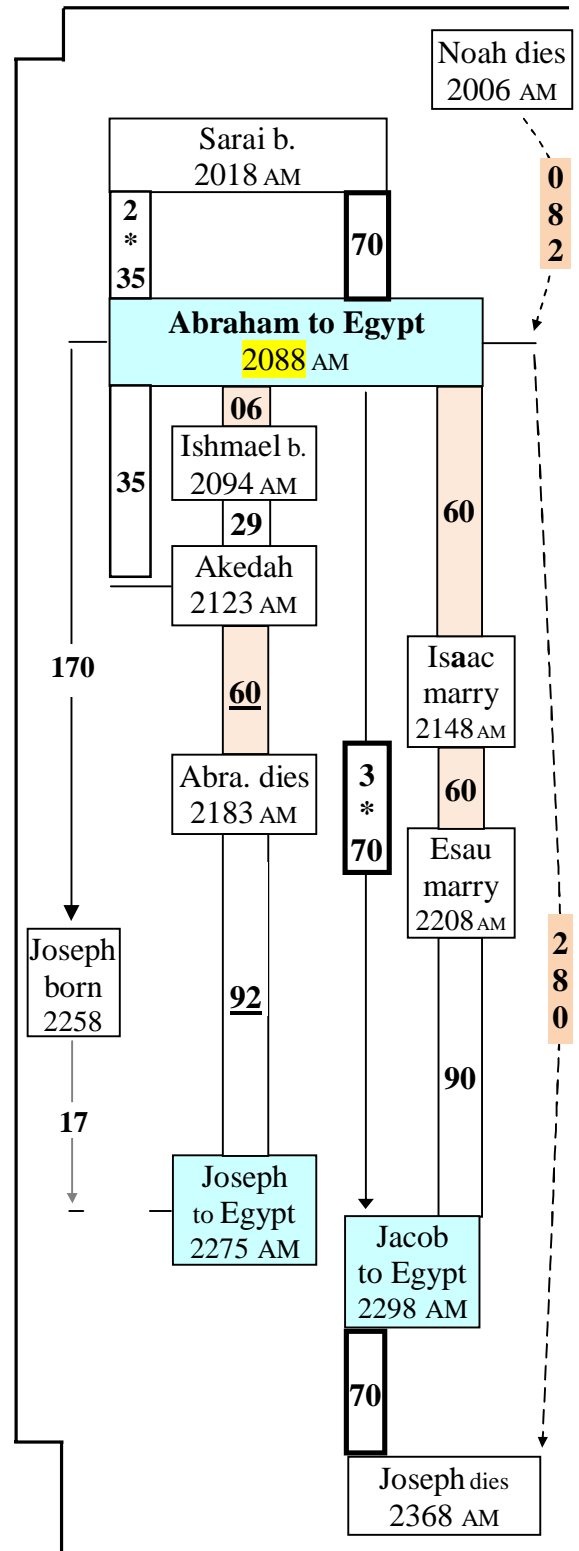 Noah dies
2006 AM
Sarai b.
2018 AM
0
8
2
2
*
35
70
Abraham to Egypt
2088 AM
06
Ishmael b.
2094 AM
35
29
60
Akedah
2123 AM
170
60
Isaac
marry
2148 AM
Abra. dies
2183 AM
3
*
70
60
Esau
marry
2208 AM
Joseph
born
2258
92
2
8
0
90
17
Joseph
to Egypt
2275 AM
Jacob
to Egypt
2298 AM
70
Joseph dies
2368 AM